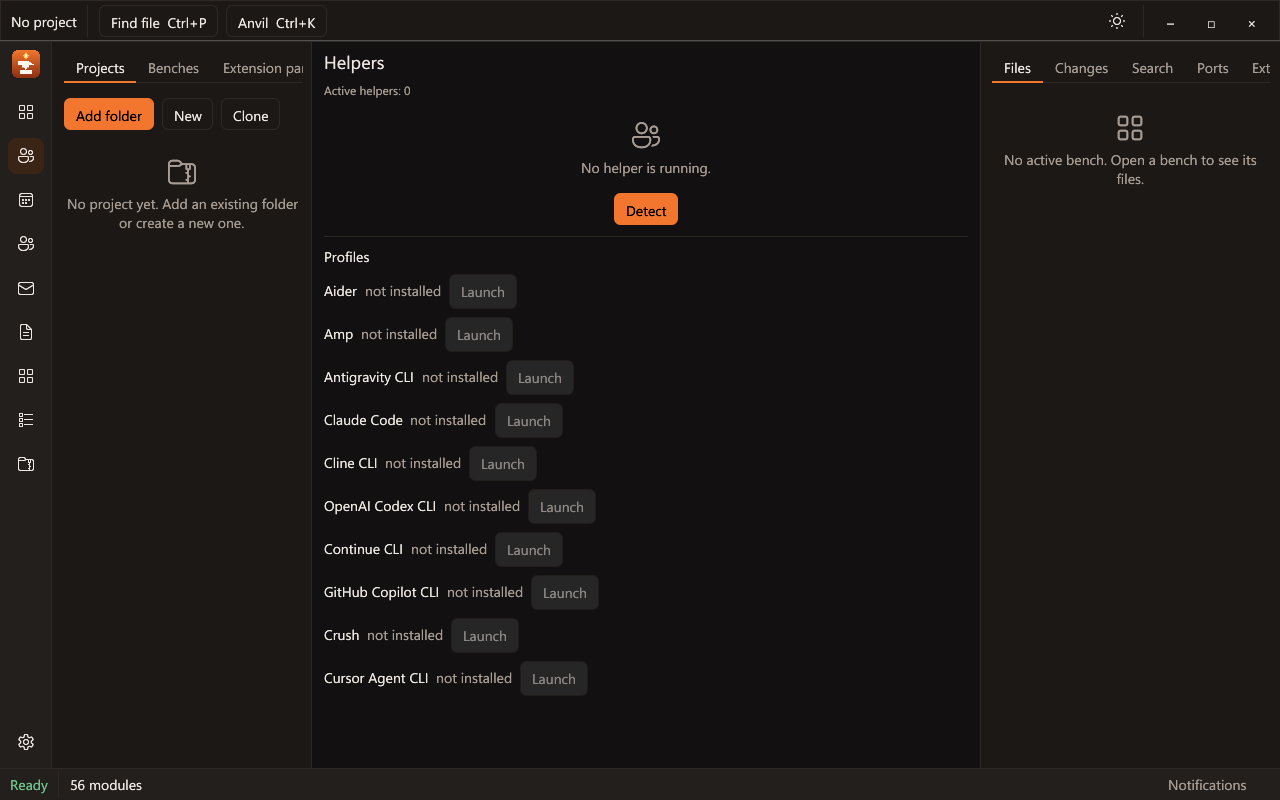 No project
Find file Ctrl+P
Anvil Ctrl+K
Projects
Benches
Extension par
Add folder
New
Clone
No project yet. Add an existing folder
or create a new one.
Helpers
Active helpers: 0
No helper is running.
Detect
Profiles
Aider not installed Launch
Amp not installed Launch
Antigravity CLI not installed Launch
Claude Code not installed Launch
Cline CLI not installed Launch
OpenAI Codex CLI not installed Launch
Continue CLI not installed Launch
GitHub Copilot CLI not installed Launch
Crush not installed Launch
Cursor Agent CLI not installed Launch
Files
Changes
Search
Ports
Ext
No active bench. Open a bench to see its
files.
Ready
56 modules
Notifications